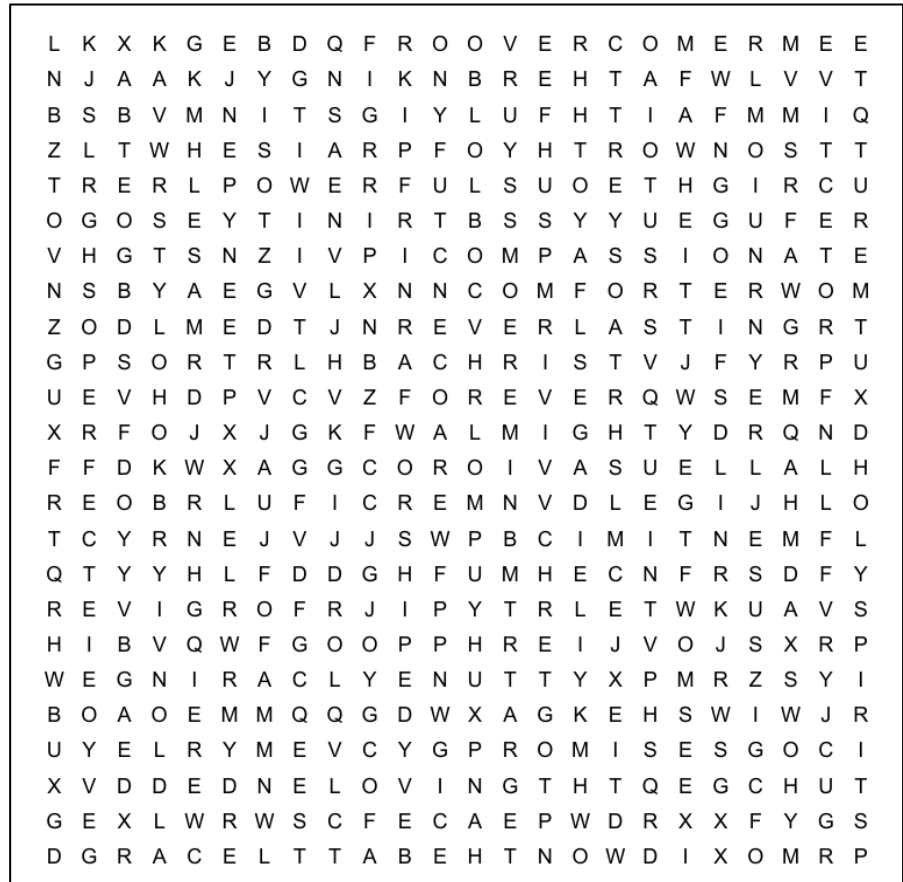 L K X K G E B D Q F R O O V E R C O M E R M E E
N J A A K J Y G N I K N B R E H T A F W L V V T
B S B V M N I T S G I Y L U F H T I A F M M I Q
Z L T W H E S I A R P F O Y H T R O W N O S T T
T R E R L P O W E R F U L S U O E T H G I R C U
O G O S E Y T I N I R T B S S Y Y U E G U F E R
V H G T S N Z I V P I C O M P A S S I O N A T E
N S B Y A E G V L X N N C O M F O R T E R W O M
Z O D L M E D T J N R E V E R L A S T I N G R T
G P S O R T R L H B A C H R I S T V J F Y R P U
U E V H D P V C V Z F O R E V E R Q W S E M F X
X R F O J X J G K F W A L M I G H T Y D R Q N D
F F D K W X A G G C O R O I V A S U E L L A L H
R E O B R L U F I C R E M N V D L E G I J H L O
T C Y R N E J V J J S W P B C I M I T N E M F L
Q T Y Y H L F D D G H F U M H E C N F R S D F Y
R E V I G R O F R J I P Y T R L E T W K U A V S
H I B V Q W F G O O P P H R E I J V O J S X R P
W E G N I R A C L Y E N U T T Y X P M R Z S Y I
B O A O E M M Q Q G D W X A G K E H S W I W J R
U Y E L R Y M E V C Y G P R O M I S E S G O C I
X V D D E D N E L O V I N G T H T Q E G C H U T
G E X L W R W S C F E C A E P W D R X X F Y G S
D G R A C E L T T A B E H T N O W D I X O M R P